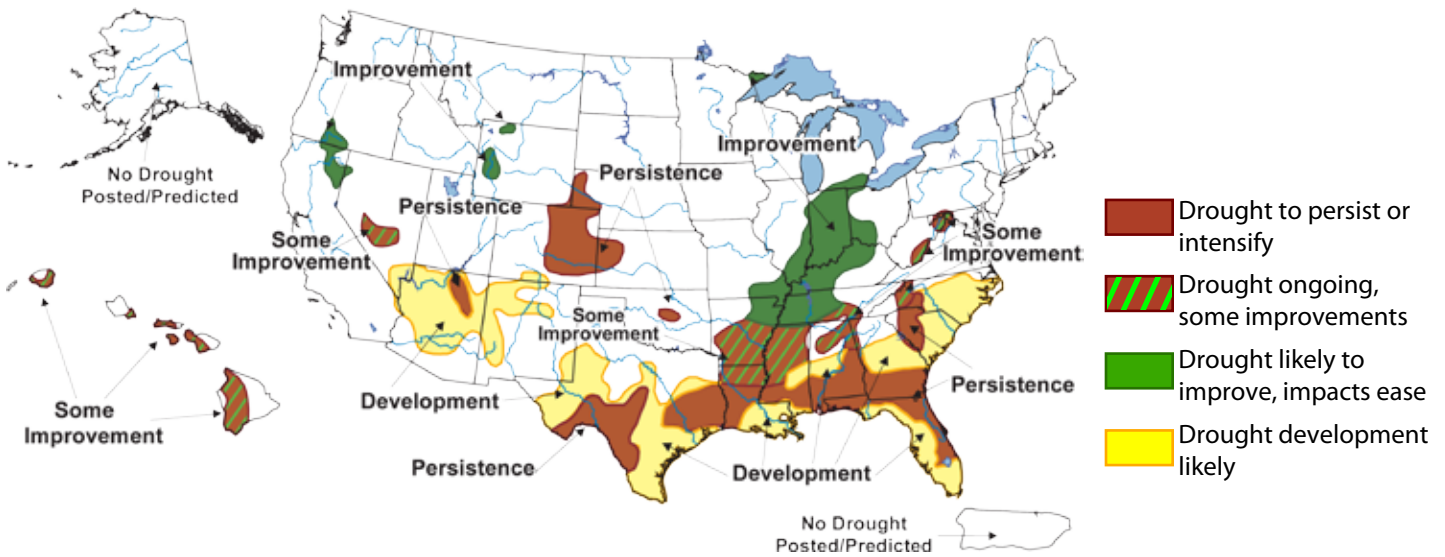 Improvement
No Drought
Posted/Predicted
Persistence
Some
Improvement
Improvement
Persistence
Some
Improvement
Some
Improvement
Development
Persistence
Some
Improvement
Persistence
Development
No Drought
Posted/Predicted
Drought to persist or
intensify
Drought ongoing,
some improvements
Drought likely to
improve, impacts ease
Drought development
likely